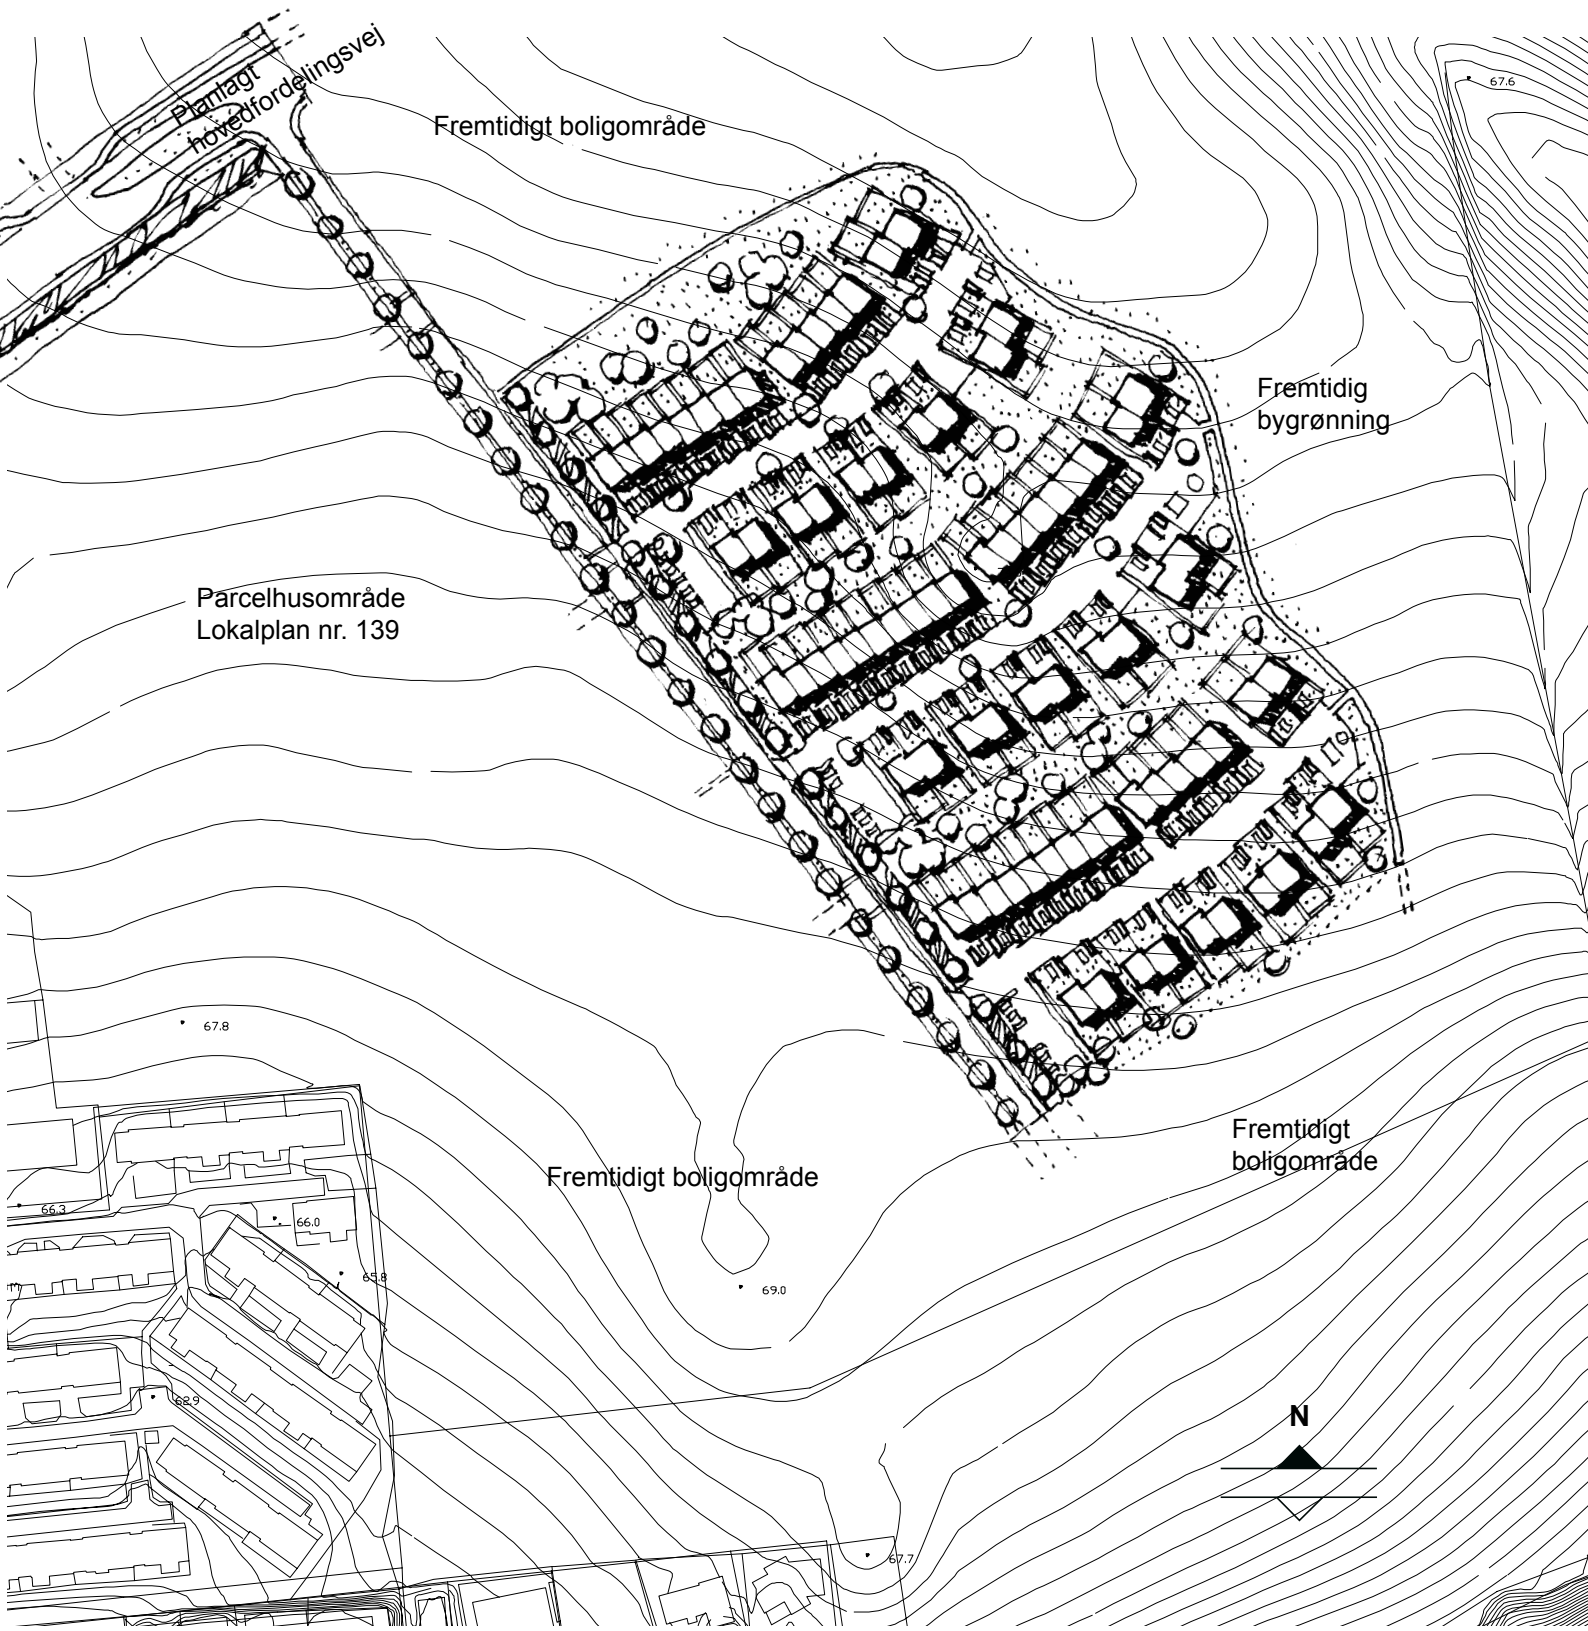 Planlagt
hovedfordelingsvej
Fremtidigt boligområde
67.6
Fremtidig
bygrønning
Parcelhusområde
Lokalplan nr. 139
67.8
Fremtidigt
boligområde
Fremtidigt boligområde
66.3
66.0
65.8
69.0
62.9
N
67.7